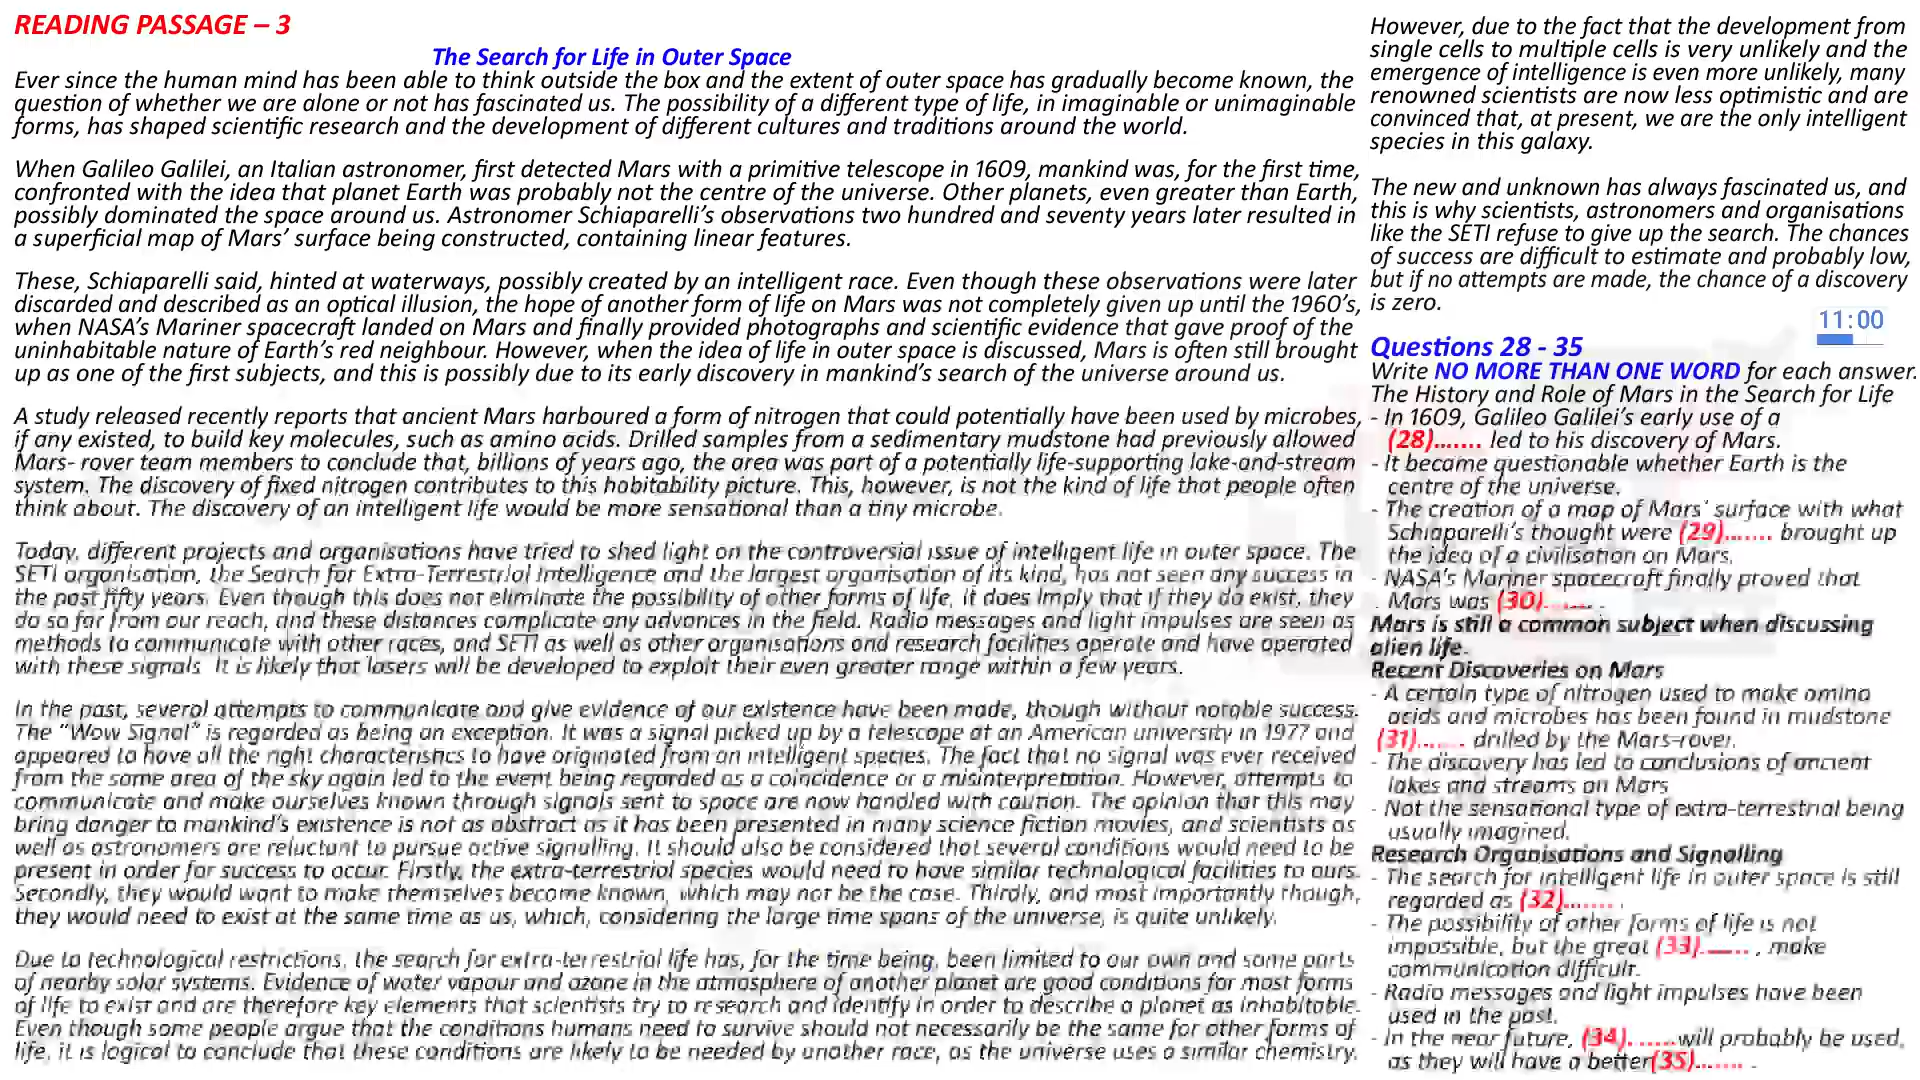 READING PASSAGE – 3
The Search for Life in Outer Space
Ever since the human mind has been able to think outside the box and the extent of outer space has gradually become known, the
question of whether we are alone or not has fascinated us. The possibility of a different type of life, in imaginable or unimaginable
forms, has shaped scientific research and the development of different cultures and traditions around the world.
When Galileo Galilei, an Italian astronomer, first detected Mars with a primitive telescope in 1609, mankind was, for the first time,
confronted with the idea that planet Earth was probably not the centre of the universe. Other planets, even greater than Earth,
possibly dominated the space around us. Astronomer Schiaparelli's observations two hundred and seventy years later resulted in
a superficial map of Mars' surface being constructed, containing linear features.
These, Schiaparelli said, hinted at waterways, possibly created by an intelligent race. Even though these observations were later
discarded and described as an optical illusion, the hope of another form of life on Mars was not completely given up until the 1960's,
when NASA's Mariner spacecraft landed on Mars and finally provided photographs and scientific evidence that gave proof of the
uninhabitable nature of Earth's red neighbour. However, when the idea of life in outer space is discussed, Mars is often still brought
up as one of the first subjects, and this is possibly due to its early discovery in mankind's search of the universe around us.
A study released recently reports that ancient Mars harboured a form of nitrogen that could potentially have been used by microbes,
if any existed, to build key molecules, such as amino acids. Drilled samples from a sedimentary mudstone had previously allowed
Mars- rover team members to conclude that, billions of years ago, the area was part of a potentially life-supporting lake-and-stream
system. The discovery of fixed nitrogen contributes to this habitability picture. This, however, is not the kind of life that people often
think about. The discovery of an intelligent life would be more sensational than a tiny microbe.
Today, different projects and organisations have tried to shed light on the controversial issue of intelligent life in outer space. The
SETI organisation, the Search for Extra-Terrestrial Intelligence and the largest organisation of its kind, has not seen any success in
the past fifty years. Even though this does not eliminate the possibility of other forms of life, it does imply that if they do exist, they
do so far from our reach, and these distances complicate any advances in the field. Radio messages and light impulses are seen as
methods to communicate with other races, and SETI as well as other organisations and research facilities operate and have operated
with these signals. It is likely that lasers will be developed to exploit their even greater range within a few years.
In the past, several attempts to communicate and give evidence of our existence have been made, though without notable success.
The "Wow Signal" is regarded as being an exception. It was a signal picked up by a telescope at an American university in 1977 and
appeared to have all the right characteristics to have originated from an intelligent species. The fact that no signal was ever received
from the same area of the sky again led to the event being regarded as a coincidence or a misinterpretation. However, attempts to
communicate and make ourselves known through signals sent to space are now handled with caution. The opinion that this may
bring danger to mankind's existence is not as abstract as it has been presented in many science fiction movies, and scientists as
well as astronomers are reluctant to pursue active signalling. It should also be considered that several conditions would need to be
present in order for success to occur. Firstly, the extra-terrestrial species would need to have similar technological facilities to ours.
Secondly, they would want to make themselves become known, which may not be the case. Thirdly, and most importantly though,
they would need to exist at the same time as us, which, considering the large time spans of the universe, is quite unlikely.
Due to technological restrictions, the search for extra-terrestrial life has, for the time being, been limited to our own and some parts
of nearby solar systems. Evidence of water vapour and ozone in the atmosphere of another planet are good conditions for most forms
of life to exist and are therefore key elements that scientists try to research and identify in order to describe a planet as inhabitable.
Even though some people argue that the conditions humans need to survive should not necessarily be the same for other forms of
life, it is logical to conclude that these conditions are likely to be needed by another race, as the universe uses a similar chemistry.
However, due to the fact that the development from
single cells to multiple cells is very unlikely and the
emergence of intelligence is even more unlikely, many
renowned scientists are now less optimistic and are
convinced that, at present, we are the only intelligent
species in this galaxy.
The new and unknown has always fascinated us, and
this is why scientists, astronomers and organisations
like the SETI refuse to give up the search. The chances
of success are difficult to estimate and probably low,
but if no attempts are made, the chance of a discovery
is zero.
11:00
Questions 28 - 35
Write NO MORE THAN ONE WORD for each answer.
The History and Role of Mars in the Search for Life
- In 1609, Galileo Galilei's early use of a
(28)....... led to his discovery of Mars.
- It became questionable whether Earth is the
centre of the universe.
- The creation of a map of Mars' surface with what
Schiaparelli's thought were (29)....... brought up
the idea of a civilisation on Mars.
- NASA's Mariner spacecraft finally proved that
Mars was (30)....... .
Mars is still a common subject when discussing
alien life.
Recent Discoveries on Mars
- A certain type of nitrogen used to make amino
acids and microbes has been found in mudstone
(31)....... drilled by the Mars-rover.
- The discovery has led to conclusions of ancient
lakes and streams on Mars
- Not the sensational type of extra-terrestrial being
usually imagined.
Research Organisations and Signalling
- The search for intelligent life in outer space is still
regarded as (32)....... .
- The possibility of other forms of life is not
impossible, but the great (33)....... , make
communication difficult.
- Radio messages and light impulses have been
used in the past.
- In the near future, (34).......will probably be used,
as they will have a better(35)....... .